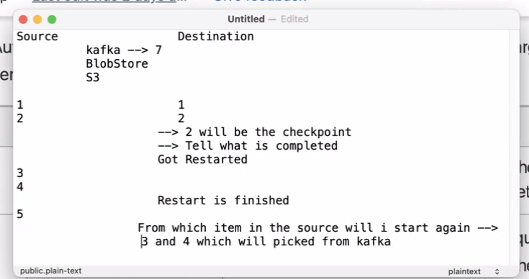 Untitled — Edited
Source Destination
kafka --> 7
BlobStore
S3
1 1
2 2
--> 2 will be the checkpoint
--> Tell what is completed
Got Restarted
3
4
Restart is finished
5
From which item in the source will i start again -->
3 and 4 which will picked from kafka
public.plain-text plaintext